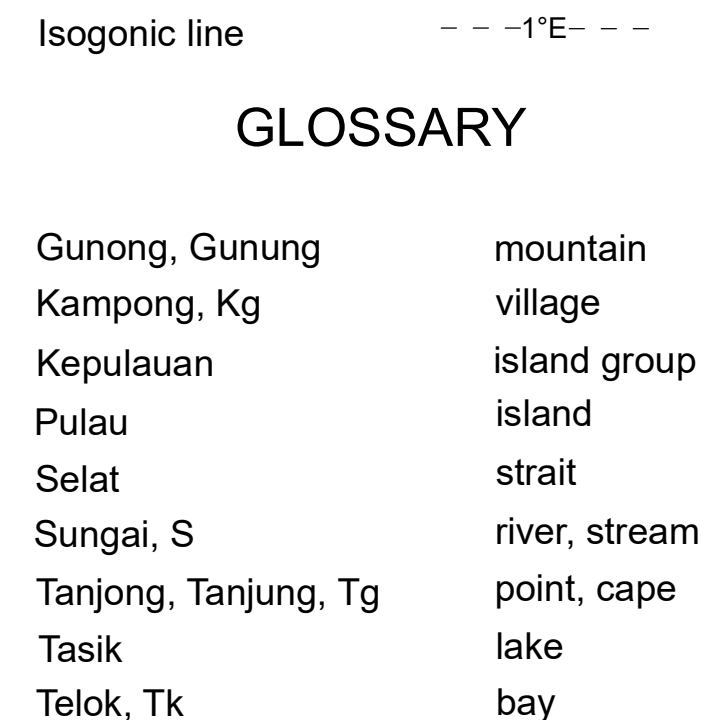 Isogonic line – – –1°E– – –
GLOSSARY
Gunong, Gunung mountain
Kampong, Kg village
Kepulauan island group
Pulau island
Selat strait
Sungai, S river, stream
Tanjong, Tanjung, Tg point, cape
Tasik lake
Telok, Tk bay